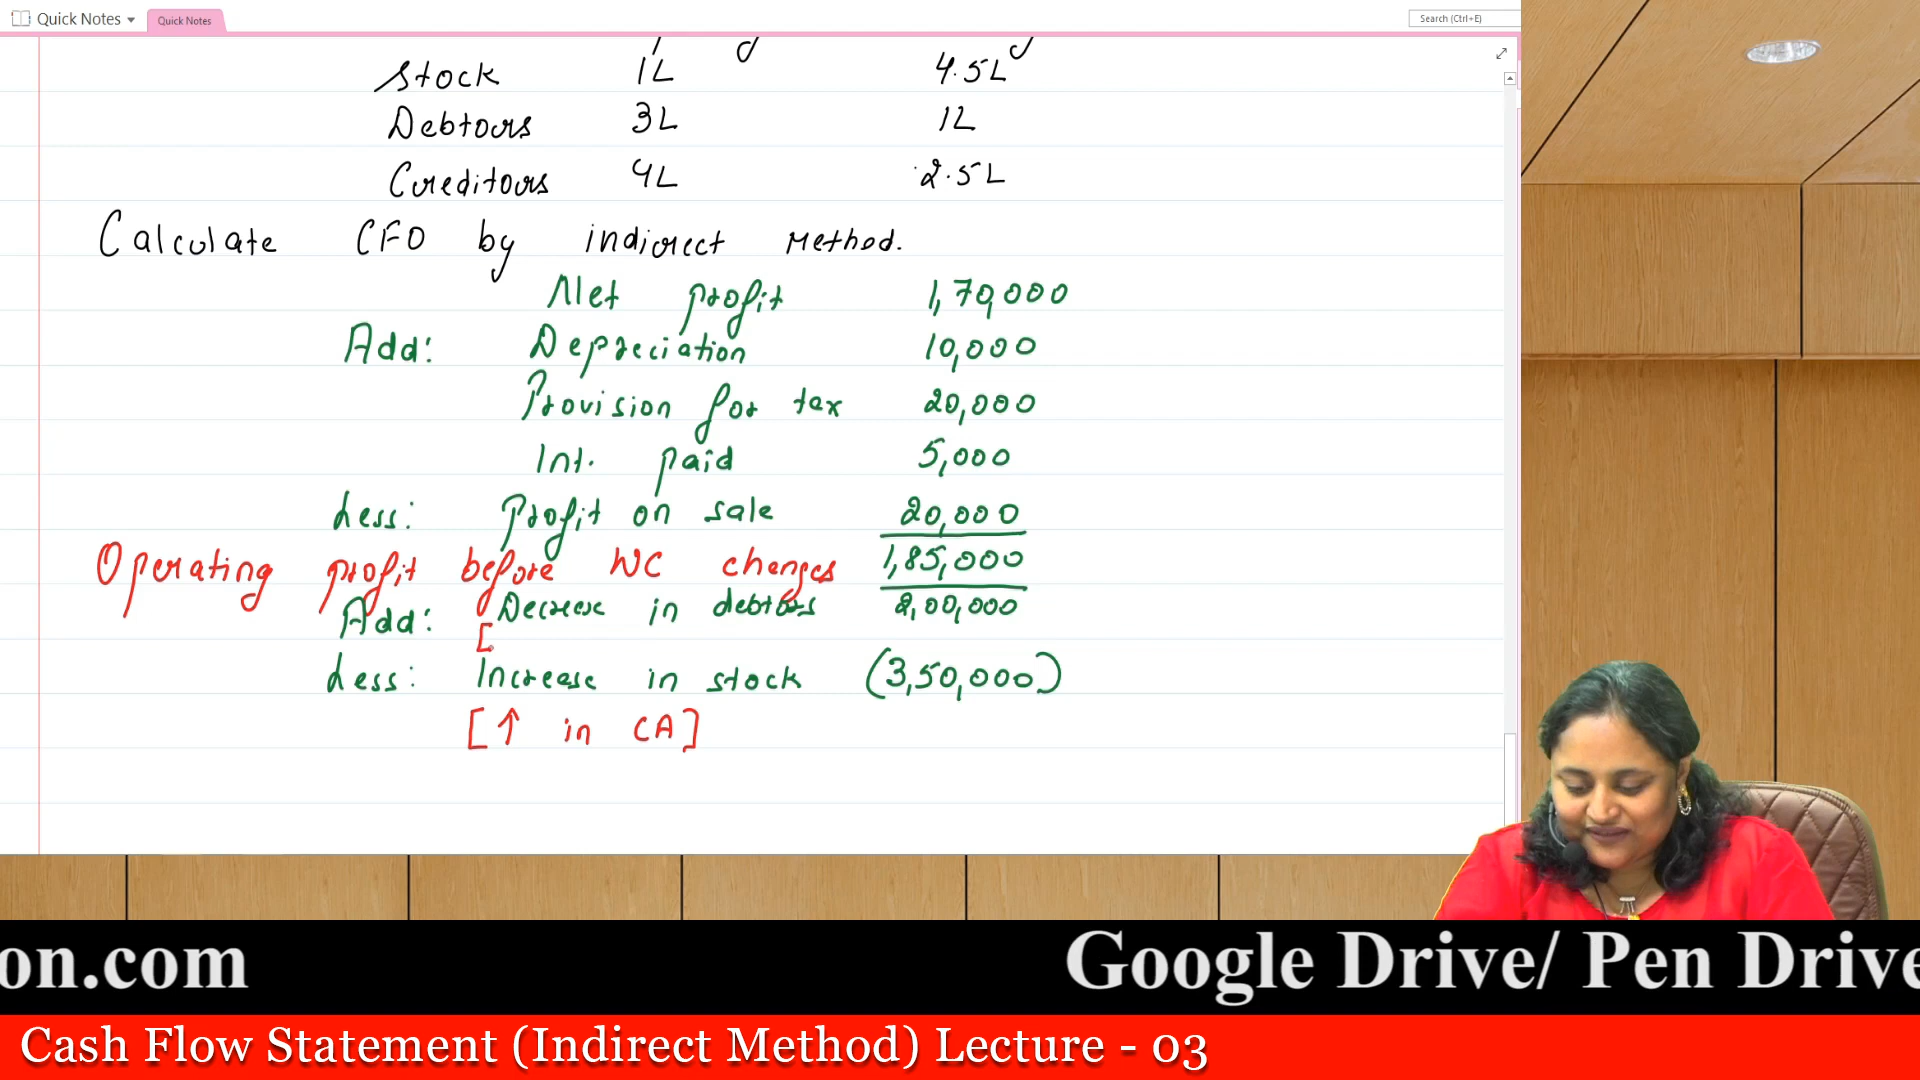 Quick Notes
Quick Notes
Search (Ctrl+E)
Stock 1L 4.5L
Debtors 3L 1L
Creditors 4L 2.5L
Calculate CFO by indirect Method.
Net profit 1,70,000
Add: Depreciation 10,000
Provision for tax 20,000
Int. paid 5,000
Less: Profit on sale 20,000
Operating profit before WC changes 1,85,000
Add: Decrease in debtors 2,00,000
[
Less: Increase in stock (3,50,000)
[↑ in CA]
on.com Google Drive/ Pen Drive
Cash Flow Statement (Indirect Method) Lecture - 03